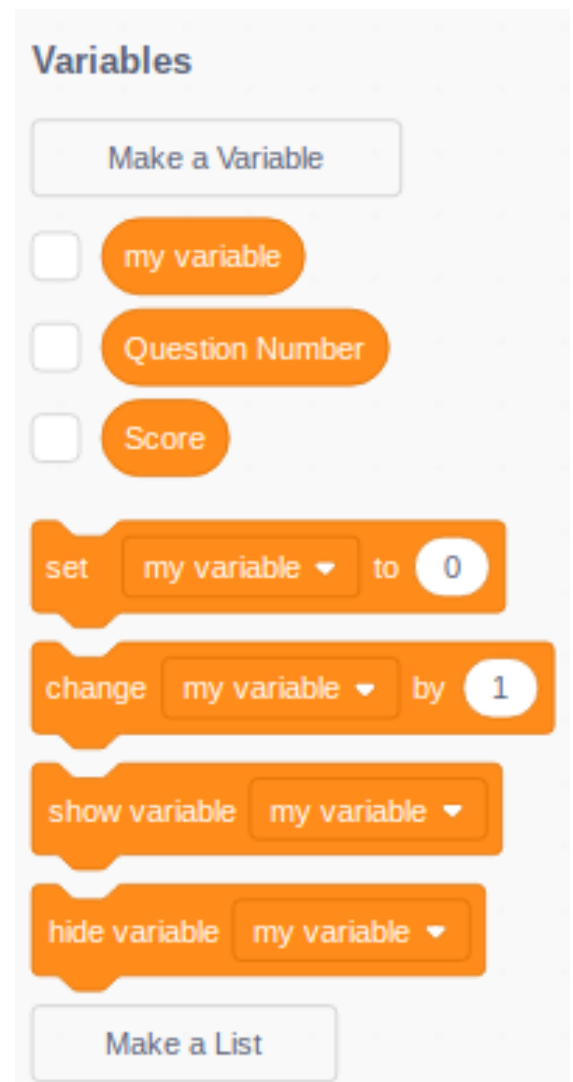 Variables
Make a Variable
my variable
Question Number
Score
set my variable to 0
change my variable by 1
show variable my variable
hide variable my variable
Make a List